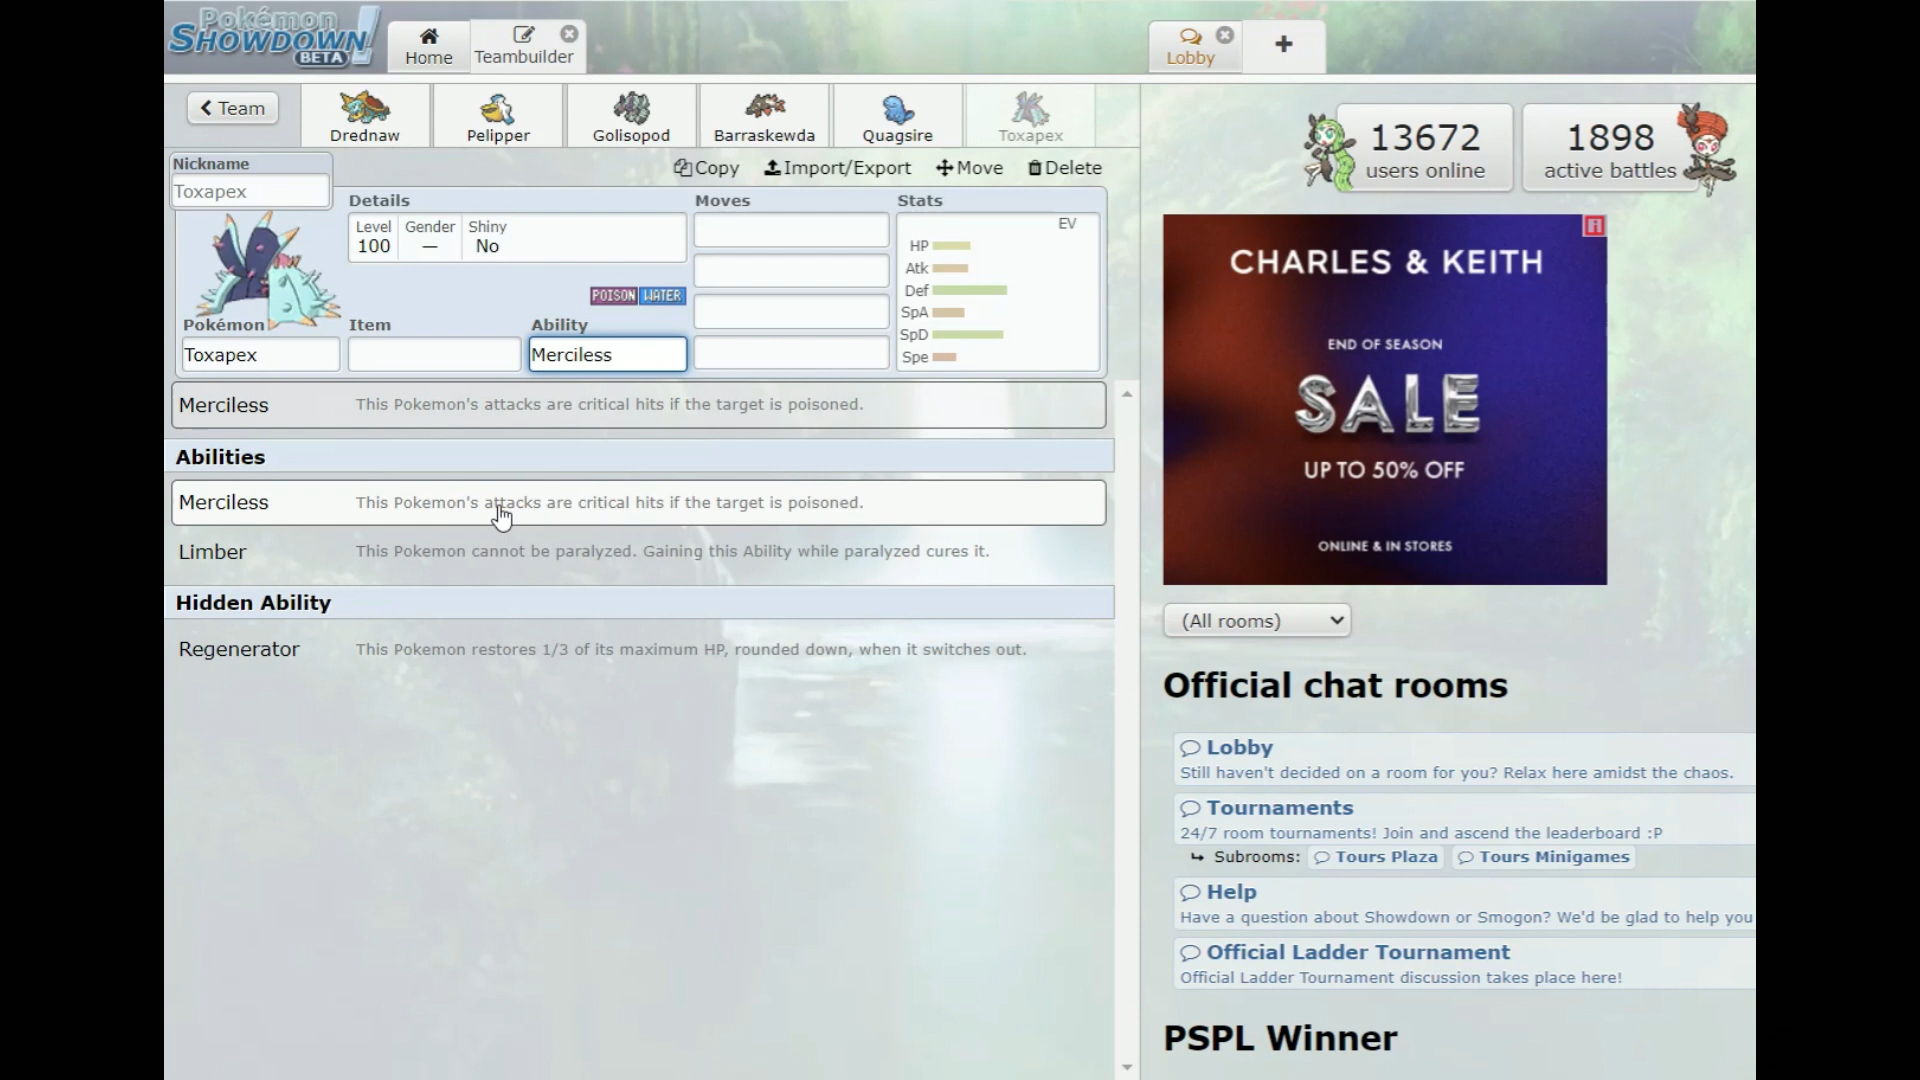 Pokémon
SHOWDOWN!
BETA
Home
Teambuilder
Lobby
Team
Drednaw
Pelipper
Golisopod
Barraskewda
Quagsire
Toxapex
13672
users online
1898
active battles
Nickname
Toxapex
Copy
Import/Export
Move
Delete
Details
Moves
Stats
Level
Gender
Shiny
100
—
No
EV
HP
Atk
Def
SpA
SpD
Spe
POISON WATER
Pokémon
Item
Ability
Toxapex
Merciless
Merciless
This Pokemon's attacks are critical hits if the target is poisoned.
Abilities
Merciless
This Pokemon's attacks are critical hits if the target is poisoned.
Limber
This Pokemon cannot be paralyzed. Gaining this Ability while paralyzed cures it.
Hidden Ability
Regenerator
This Pokemon restores 1/3 of its maximum HP, rounded down, when it switches out.
CHARLES & KEITH
END OF SEASON
SALE
UP TO 50% OFF
ONLINE & IN STORES
(All rooms)
Official chat rooms
Lobby
Still haven't decided on a room for you? Relax here amidst the chaos.
Tournaments
24/7 room tournaments! Join and ascend the leaderboard :P
Subrooms: Tours Plaza Tours Minigames
Help
Have a question about Showdown or Smogon? We'd be glad to help you
Official Ladder Tournament
Official Ladder Tournament discussion takes place here!
PSPL Winner